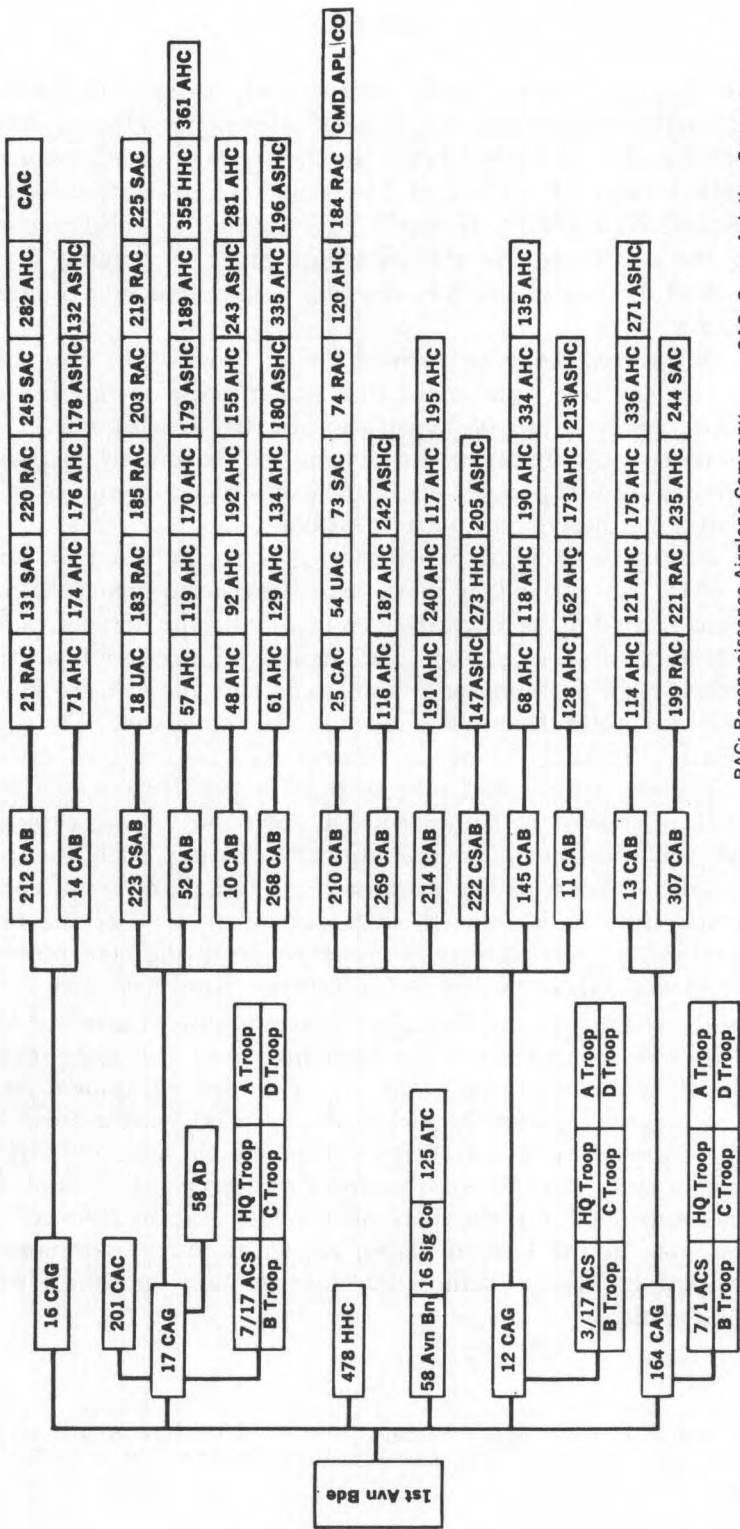 1st Avn Bde
16 CAG
212 CAB
21 RAC 131 SAC 220 RAC 245 SAC 282 AHC CAC
14 CAB
71 AHC 174 AHC 176 AHC 178 ASHC 132 ASHC
201 CAC
17 CAG
58 AD
7/17 ACS HQ Troop A Troop
B Troop C Troop D Troop
223 CSAB
18 UAC 183 RAC 185 RAC 203 RAC 219 RAC 225 SAC
52 CAB
57 AHC 119 AHC 170 AHC 179 ASHC 189 AHC 355 HHC 361 AHC
10 CAB
48 AHC 92 AHC 192 AHC 155 AHC 243 ASHC 281 AHC
268 CAB
61 AHC 129 AHC 134 AHC 180 ASHC 335 AHC 196 ASHC
478 HHC
58 Avn Bn 16 Sig Col 125 ATC
12 CAG
3/17 ACS HQ Troop A Troop
B Troop C Troop D Troop
210 CAB
25 CAC 54 UAC 73 SAC 74 RAC 120 AHC 184 RAC CMD APL CO
269 CAB
116 AHC 187 AHC 242 ASHC
214 CAB
191 AHC 240 AHC 117 AHC 195 AHC
222 CSAB
147 ASHC 273 HHC 205 ASHC
145 CAB
68 AHC 118 AHC 190 AHC 334 AHC 135 AHC
11 CAB
128 AHC 162 AHC 173 AHC 213 ASHC
164 CAG
7/1 ACS HQ Troop A Troop
B Troop C Troop D Troop
13 CAB
114 AHC 121 AHC 175 AHC 336 AHC 271 ASHC
307 CAB
199 RAC 221 RAC 235 AHC 244 SAC